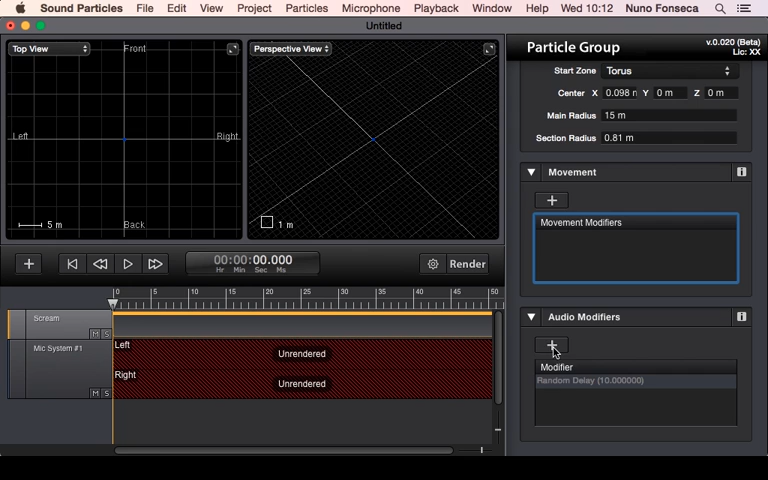 Sound Particles File Edit View Project Particles Microphone Playback Window Help Wed 10:12 Nuno Fonseca
Untitled
Top View
Front
Left
Right
Back
5 m
Perspective View
1 m
Particle Group
v.0.020 (Beta)
Lic: XX
Start Zone Torus
Center X 0.098 m Y 0 m Z 0 m
Main Radius 15 m
Section Radius 0.81 m
Movement
+
Movement Modifiers
Audio Modifiers
+
Modifier
Random Delay (10.000000)
+
00:00:00.000
Hr Min Sec Ms
Render
0 5 10 15 20 25 30 35 40 45 50
Scream
M S
Mic System #1
M S
Left
Unrendered
Right
Unrendered